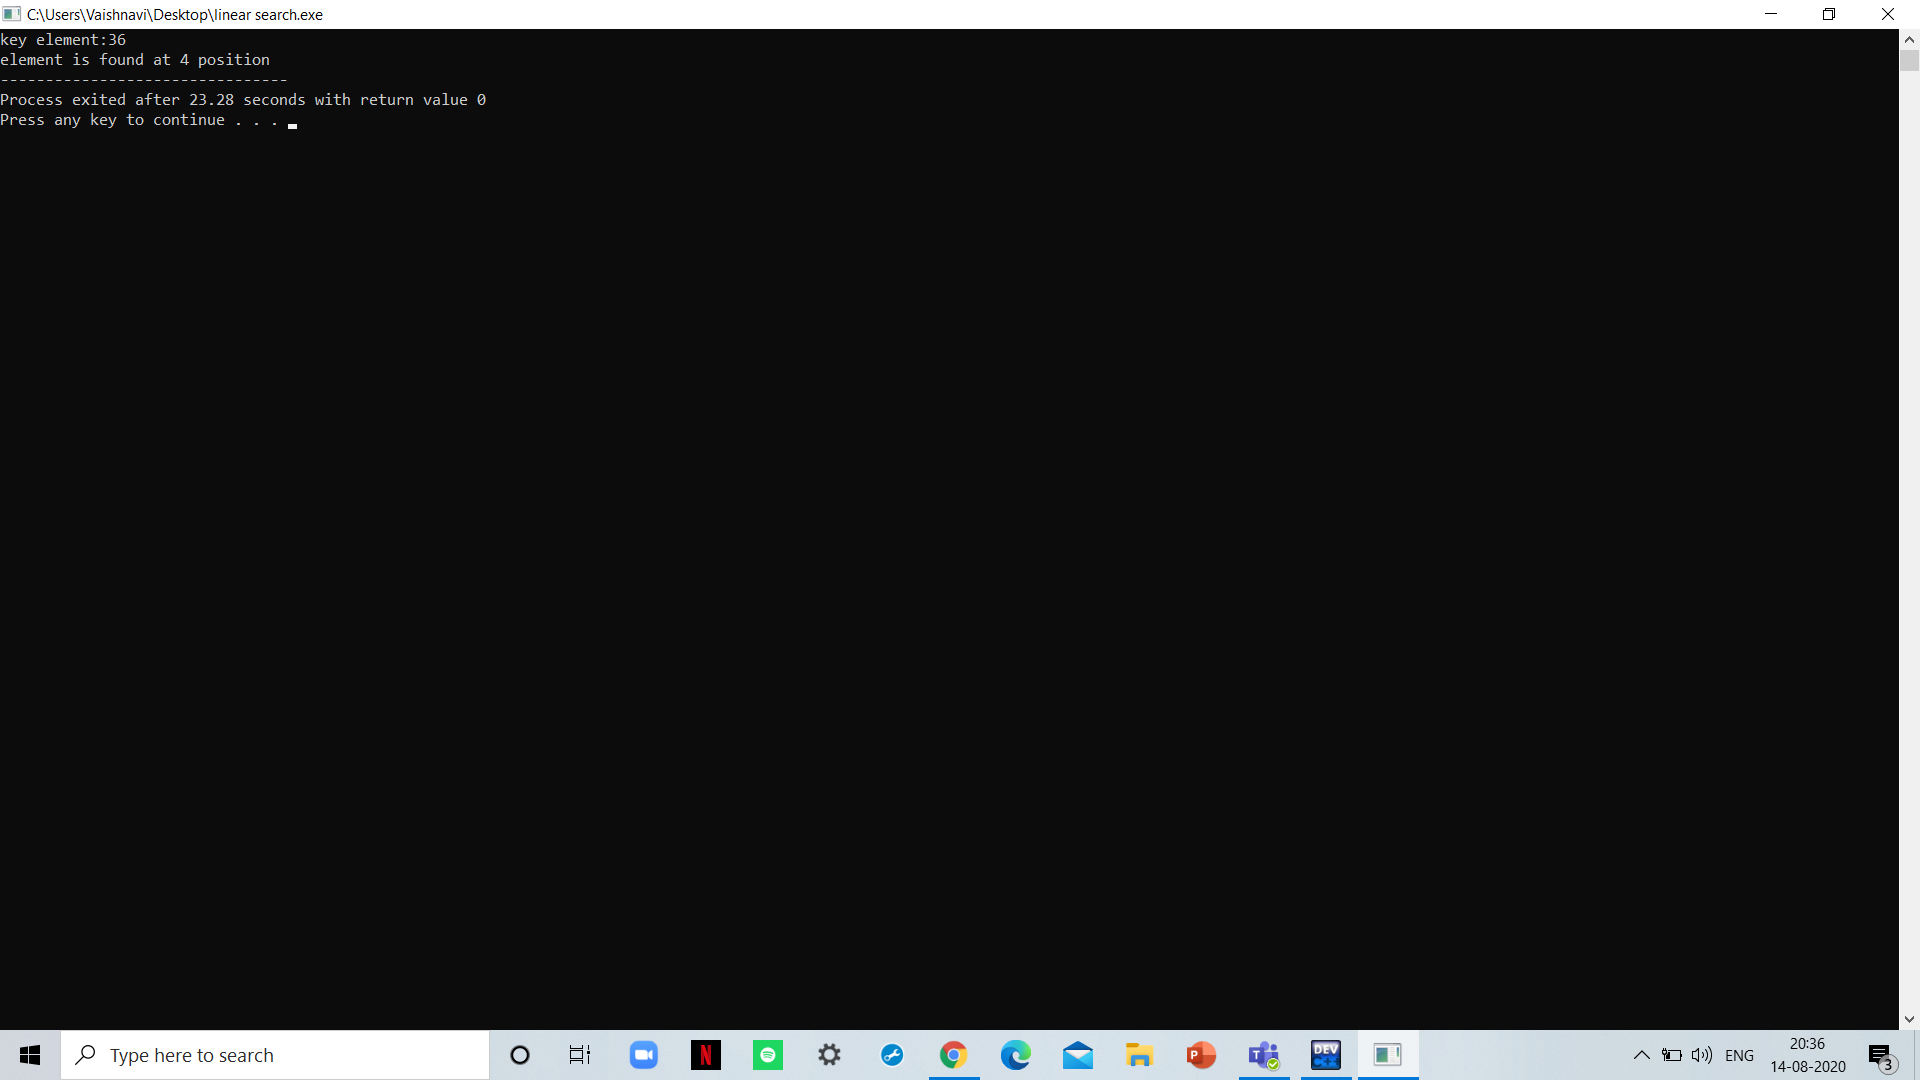 C:\Users\Vaishnavi\Desktop\linear search.exe
key element:36
element is found at 4 position
--------------------------------
Process exited after 23.28 seconds with return value 0
Press any key to continue . . .
Type here to search
N
P
T
DEV
C++
ENG
20:36
14-08-2020
3